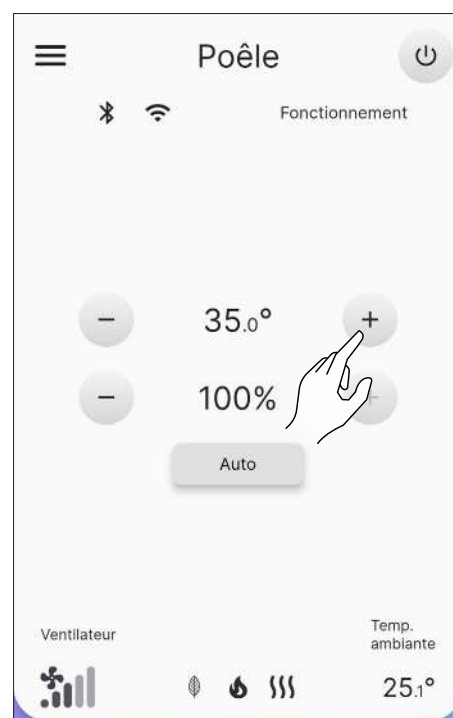 Poêle
Fonctionnement
− 35.0° +
− 100% +
Auto
Ventilateur
Temp.
ambiante
25.1°